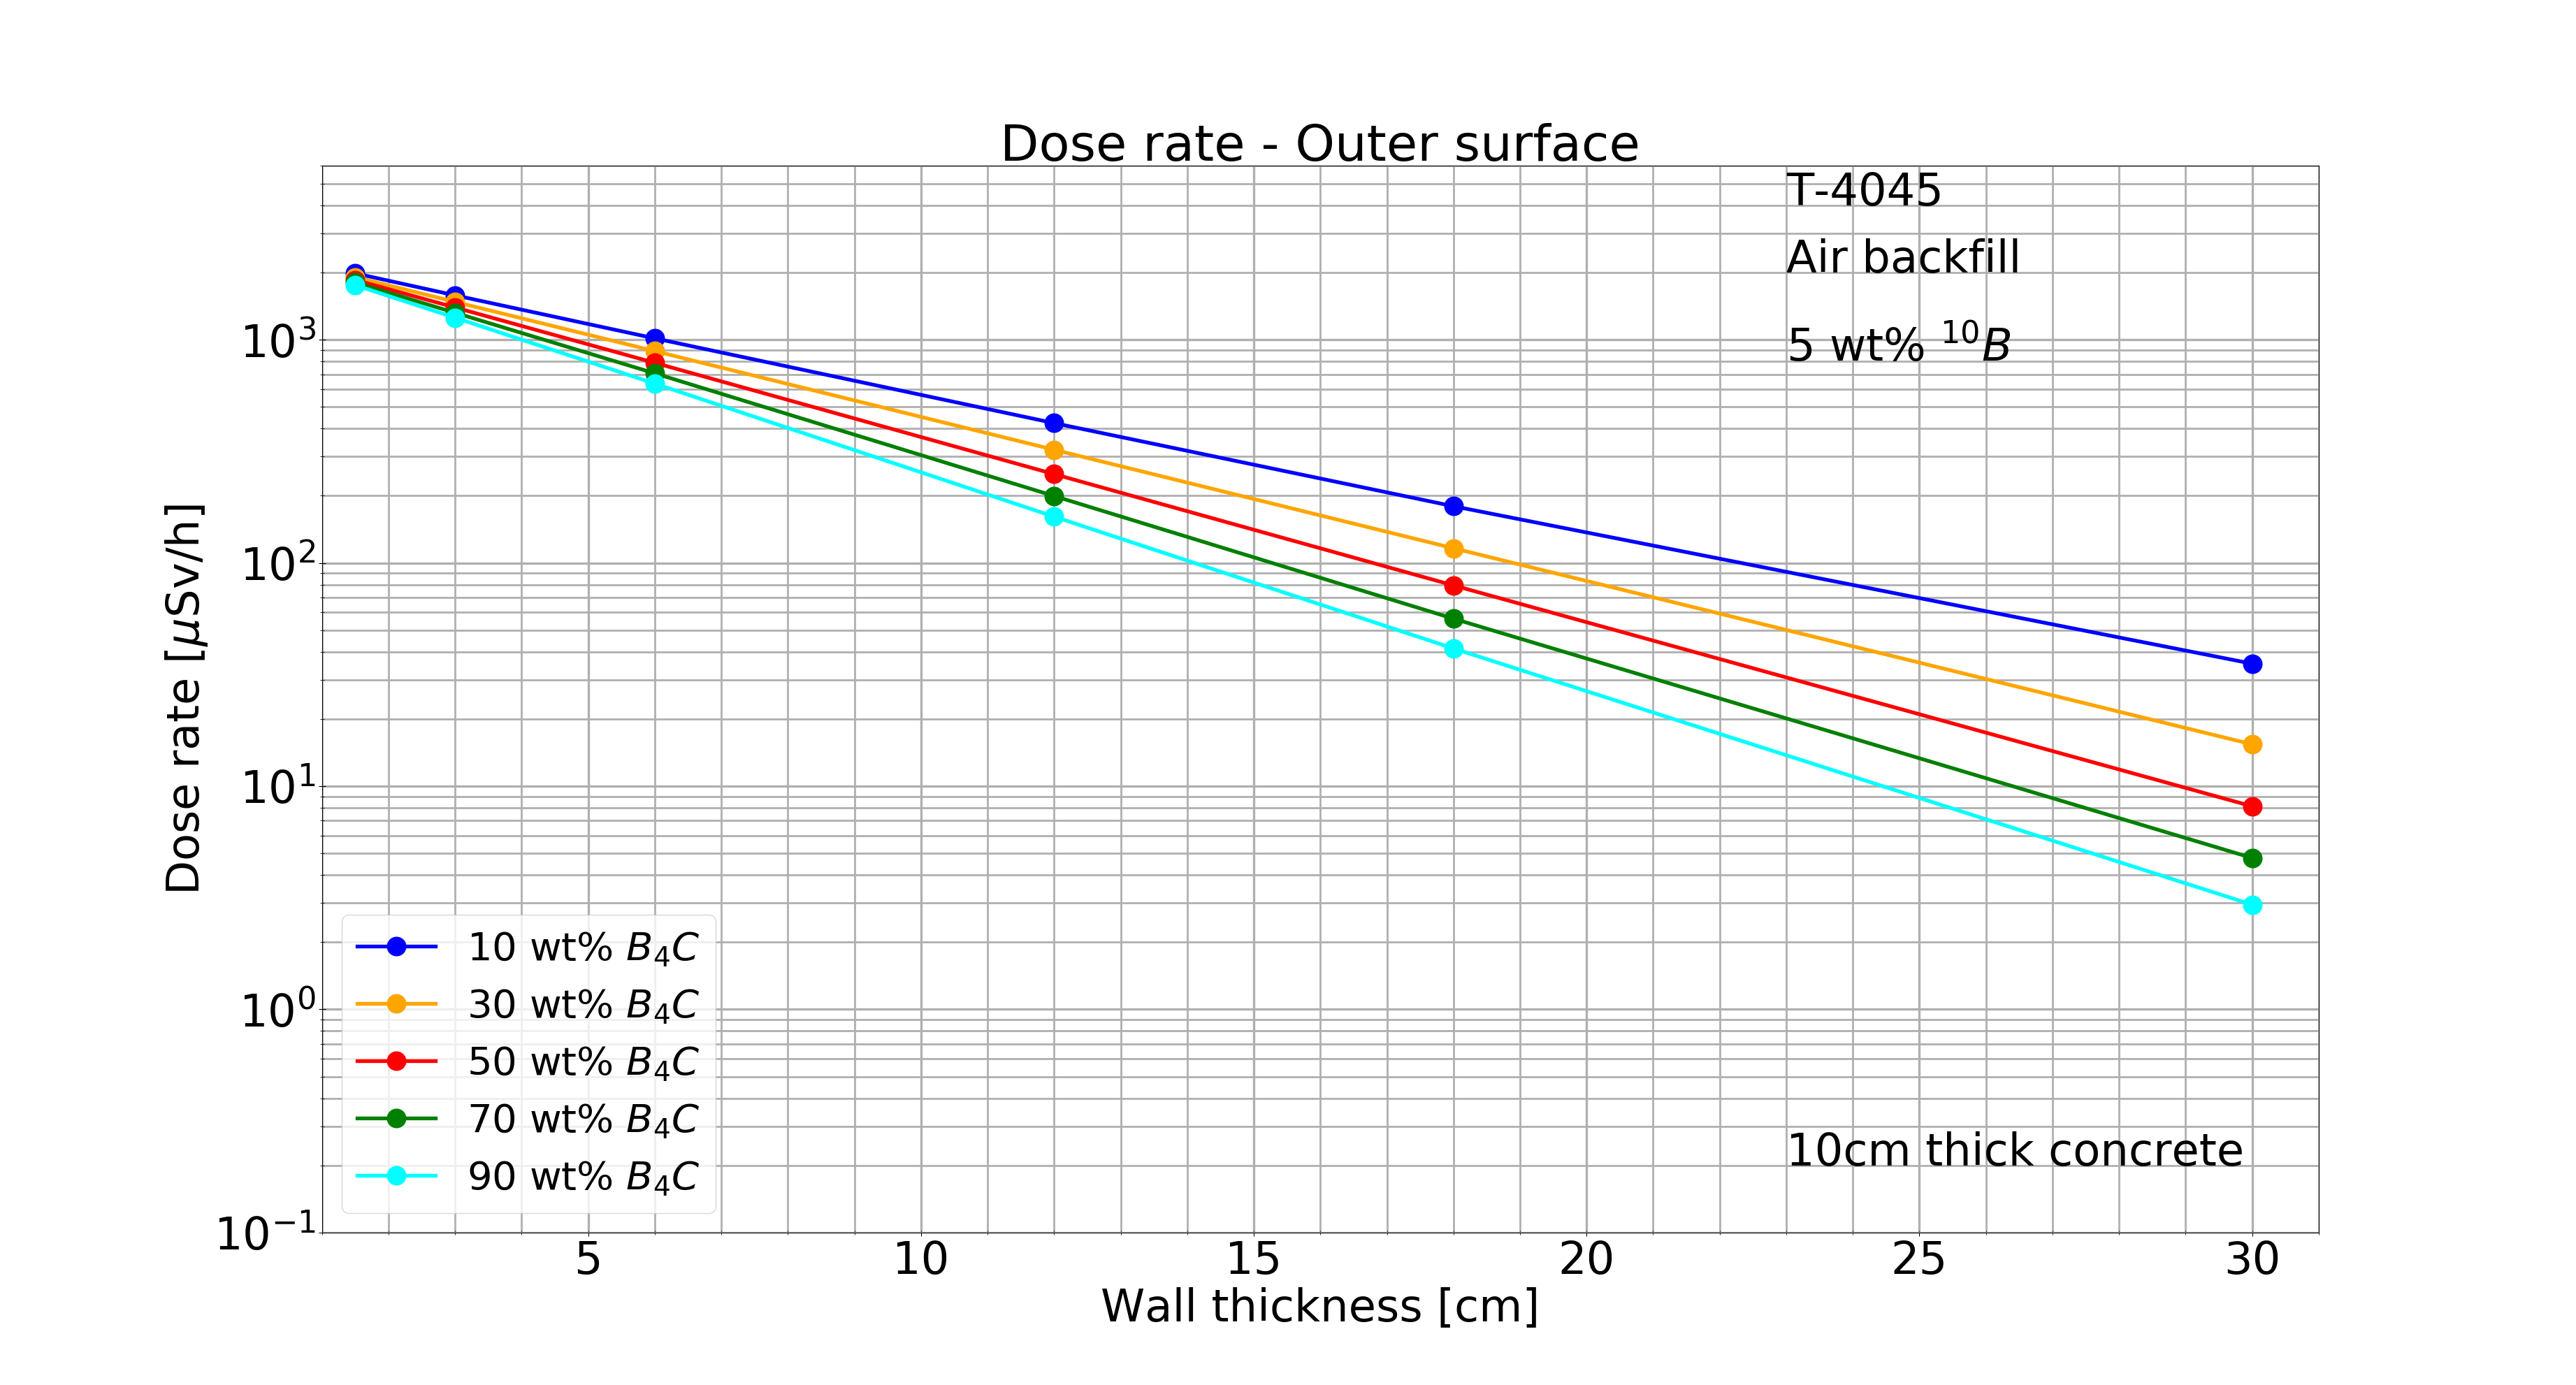 Dose rate - Outer surface
T-4045
Air backfill
5 wt% ¹⁰B
10³
10²
10¹
10⁰
10⁻¹
Dose rate [μSv/h]
10 wt% B₄C
30 wt% B₄C
50 wt% B₄C
70 wt% B₄C
90 wt% B₄C
10cm thick concrete
5 10 15 20 25 30
Wall thickness [cm]